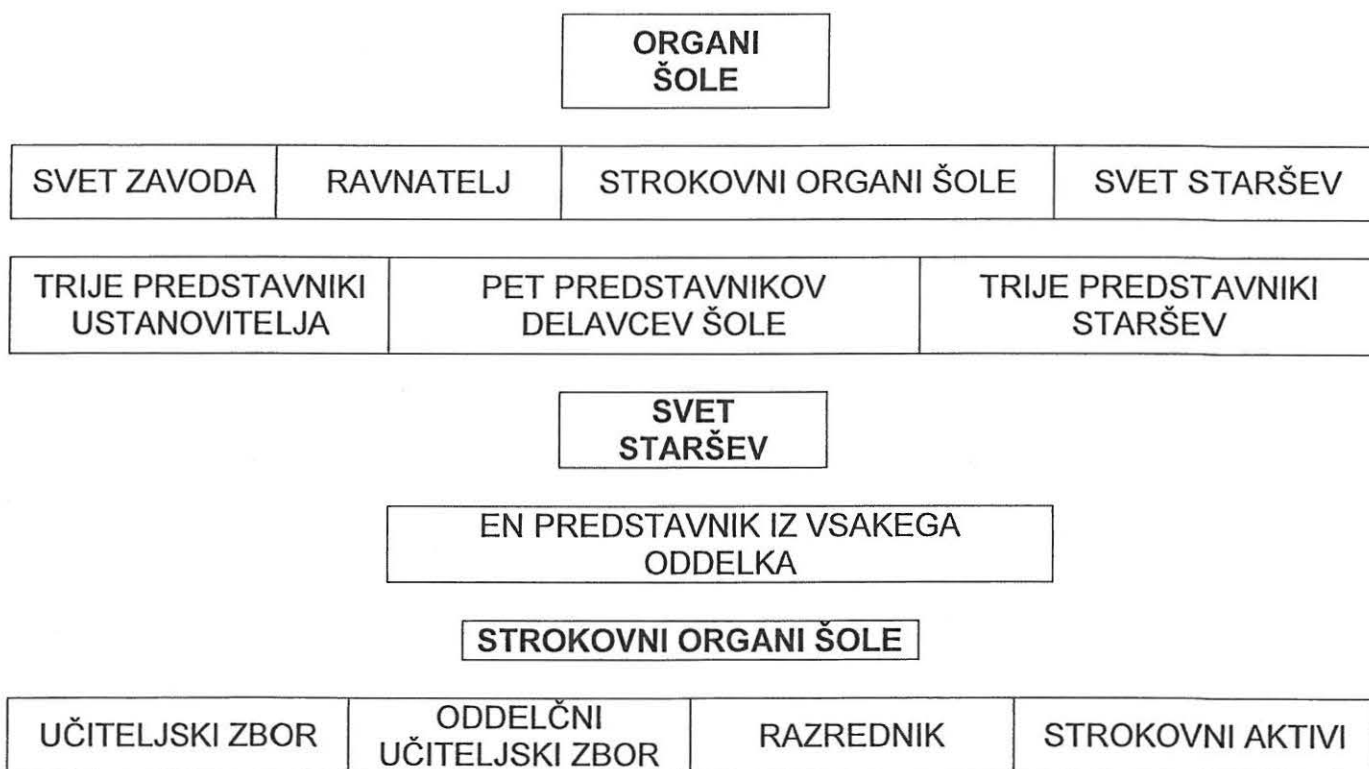 ORGANI
ŠOLE
SVET ZAVODA RAVNATELJ STROKOVNI ORGANI ŠOLE SVET STARŠEV
TRIJE PREDSTAVNIKI
USTANOVITELJA
PET PREDSTAVNIKOV
DELAVCEV ŠOLE
TRIJE PREDSTAVNIKI
STARŠEV
SVET
STARŠEV
EN PREDSTAVNIK IZ VSAKEGA
ODDELKA
STROKOVNI ORGANI ŠOLE
UČITELJSKI ZBOR
ODDELČNI
UČITELJSKI ZBOR
RAZREDNIK
STROKOVNI AKTIVI